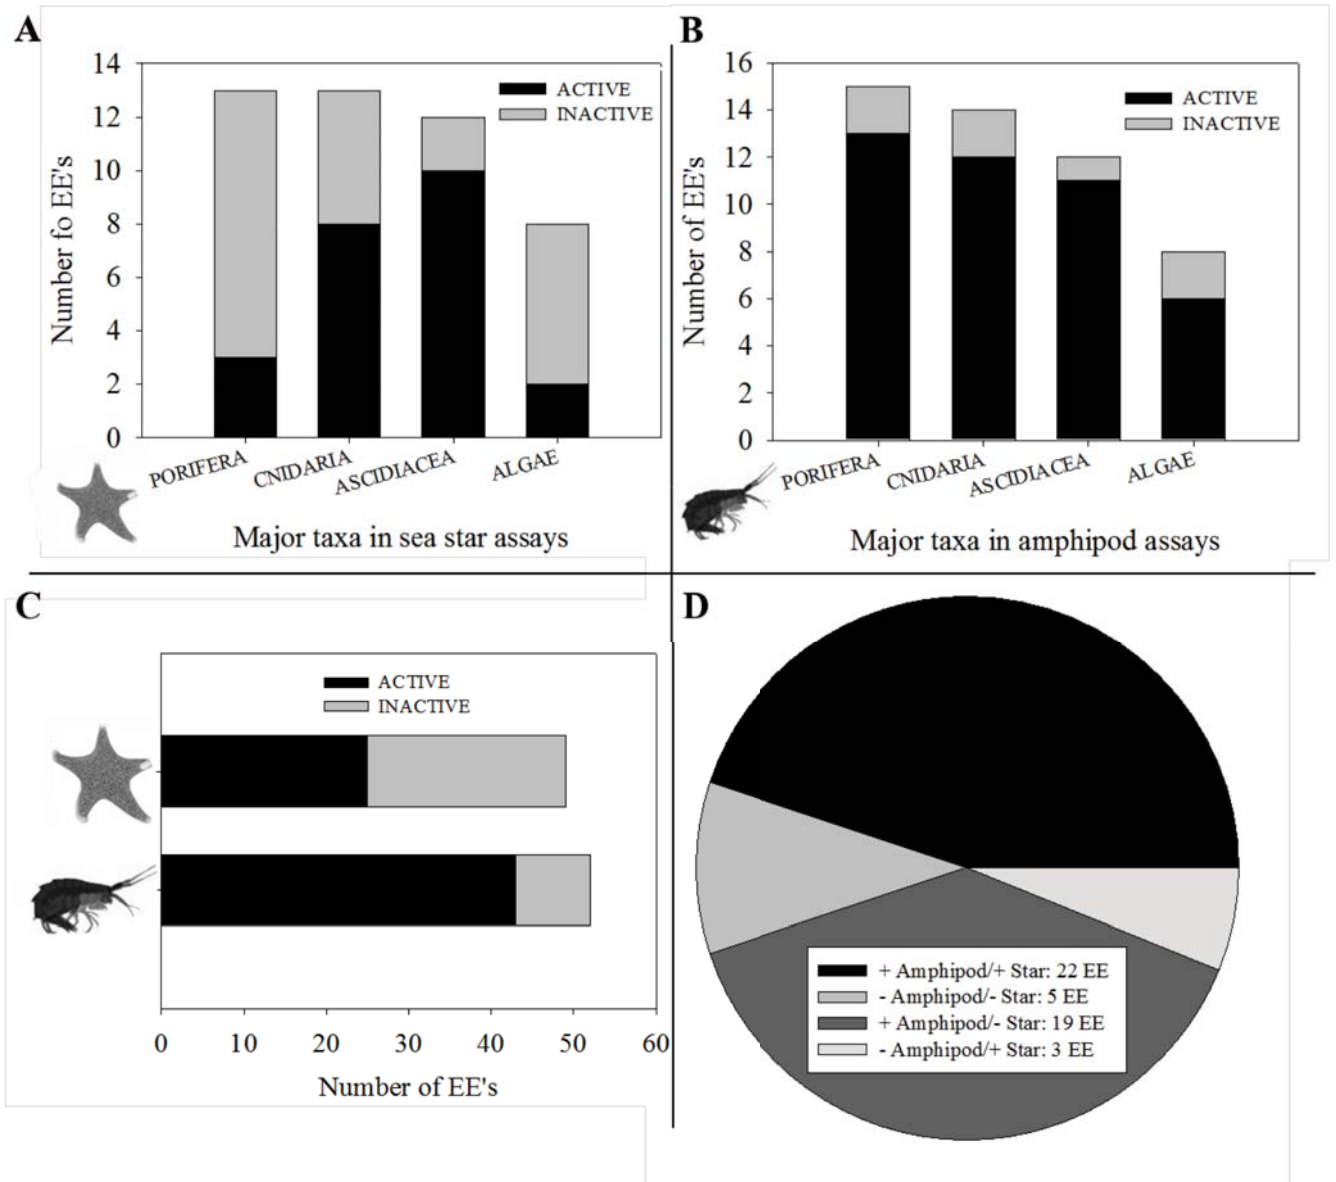 A
14
12
10
8
6
4
2
0
Number fo EE's
ACTIVE
INACTIVE
PORIFERA
CNIDARIA
ASCIDIACEA
ALGAE
Major taxa in sea star assays
B
16
14
12
10
8
6
4
2
0
Number of EE's
ACTIVE
INACTIVE
PORIFERA
CNIDARIA
ASCIDIACEA
ALGAE
Major taxa in amphipod assays
C
ACTIVE
INACTIVE
0 10 20 30 40 50 60
Number of EE's
D
+ Amphipod/+ Star: 22 EE
- Amphipod/- Star: 5 EE
+ Amphipod/- Star: 19 EE
- Amphipod/+ Star: 3 EE